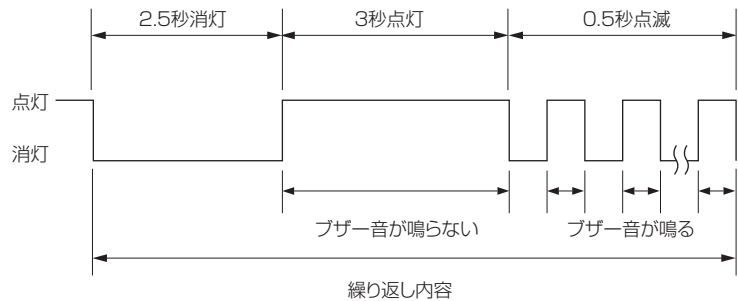 2.5秒消灯
3秒点灯
0.5秒点滅
点灯
消灯
ブザー音が鳴らない
ブザー音が鳴る
繰り返し内容